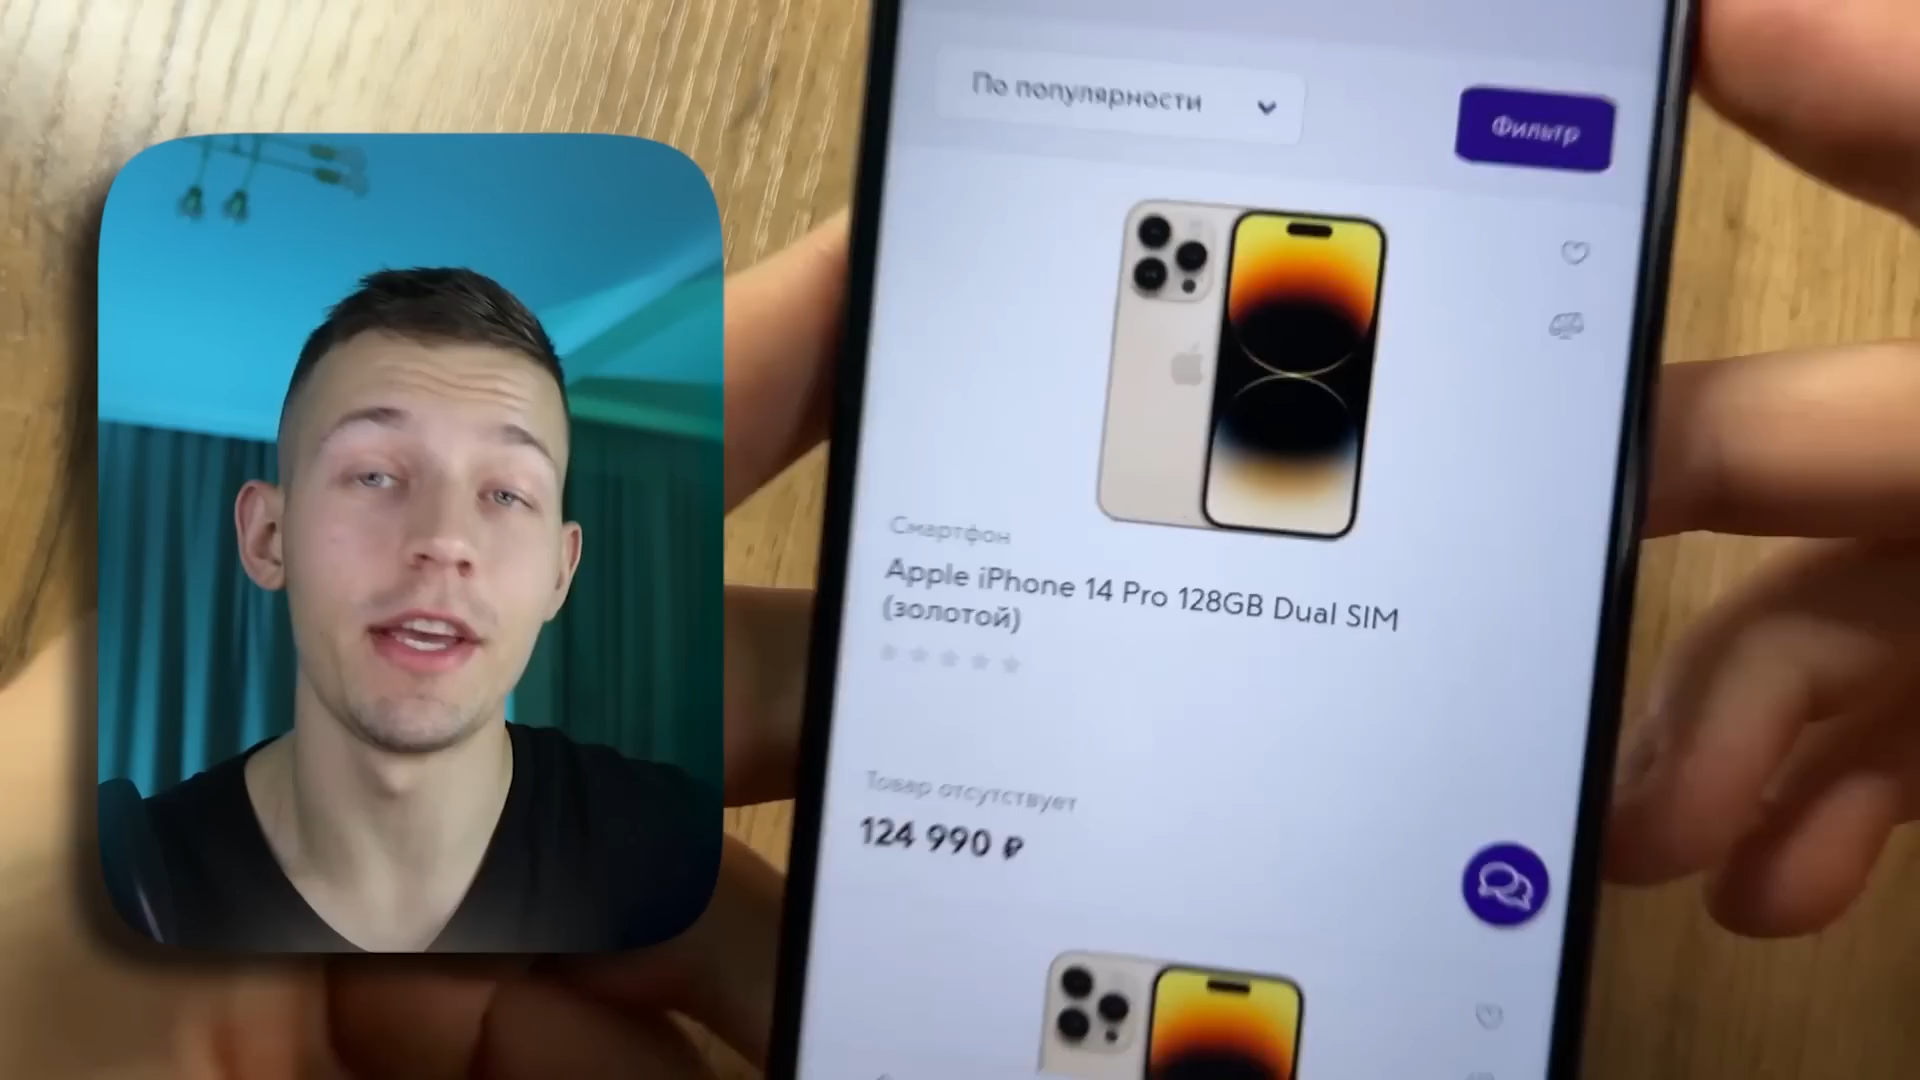 По популярности
Фильтр
Смартфон
Apple iPhone 14 Pro 128GB Dual SIM
(золотой)
Товар отсутствует
124 990 ₽